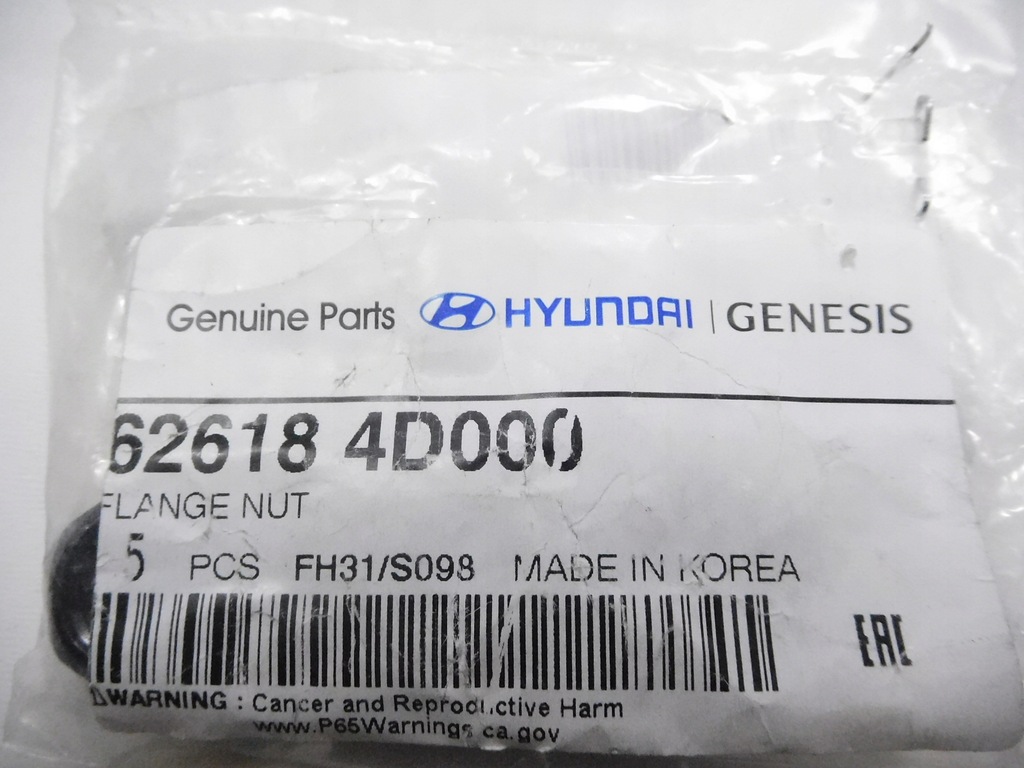 Genuine Parts HYUNDAI | GENESIS
62618 4D000
FLANGE NUT
5 PCS FH31/S098 MADE IN KOREA
EAC
⚠WARNING : Cancer and Reproductive Harm
www.P65Warnings.ca.gov